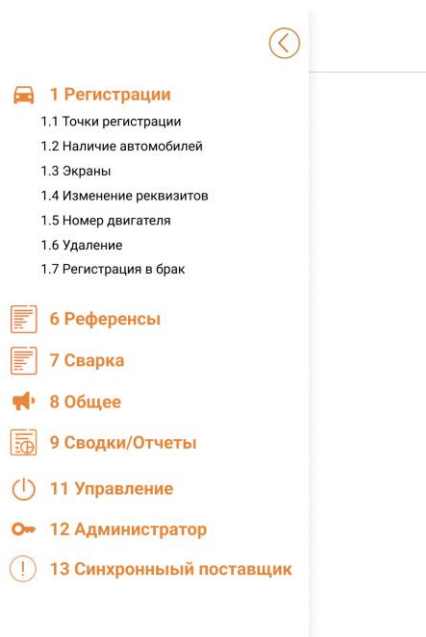 1 Регистрации
1.1 Точки регистрации
1.2 Наличие автомобилей
1.3 Экраны
1.4 Изменение реквизитов
1.5 Номер двигателя
1.6 Удаление
1.7 Регистрация в брак
6 Референсы
7 Сварка
8 Общее
9 Сводки/Отчеты
11 Управление
12 Администратор
13 Синхронныый поставщик